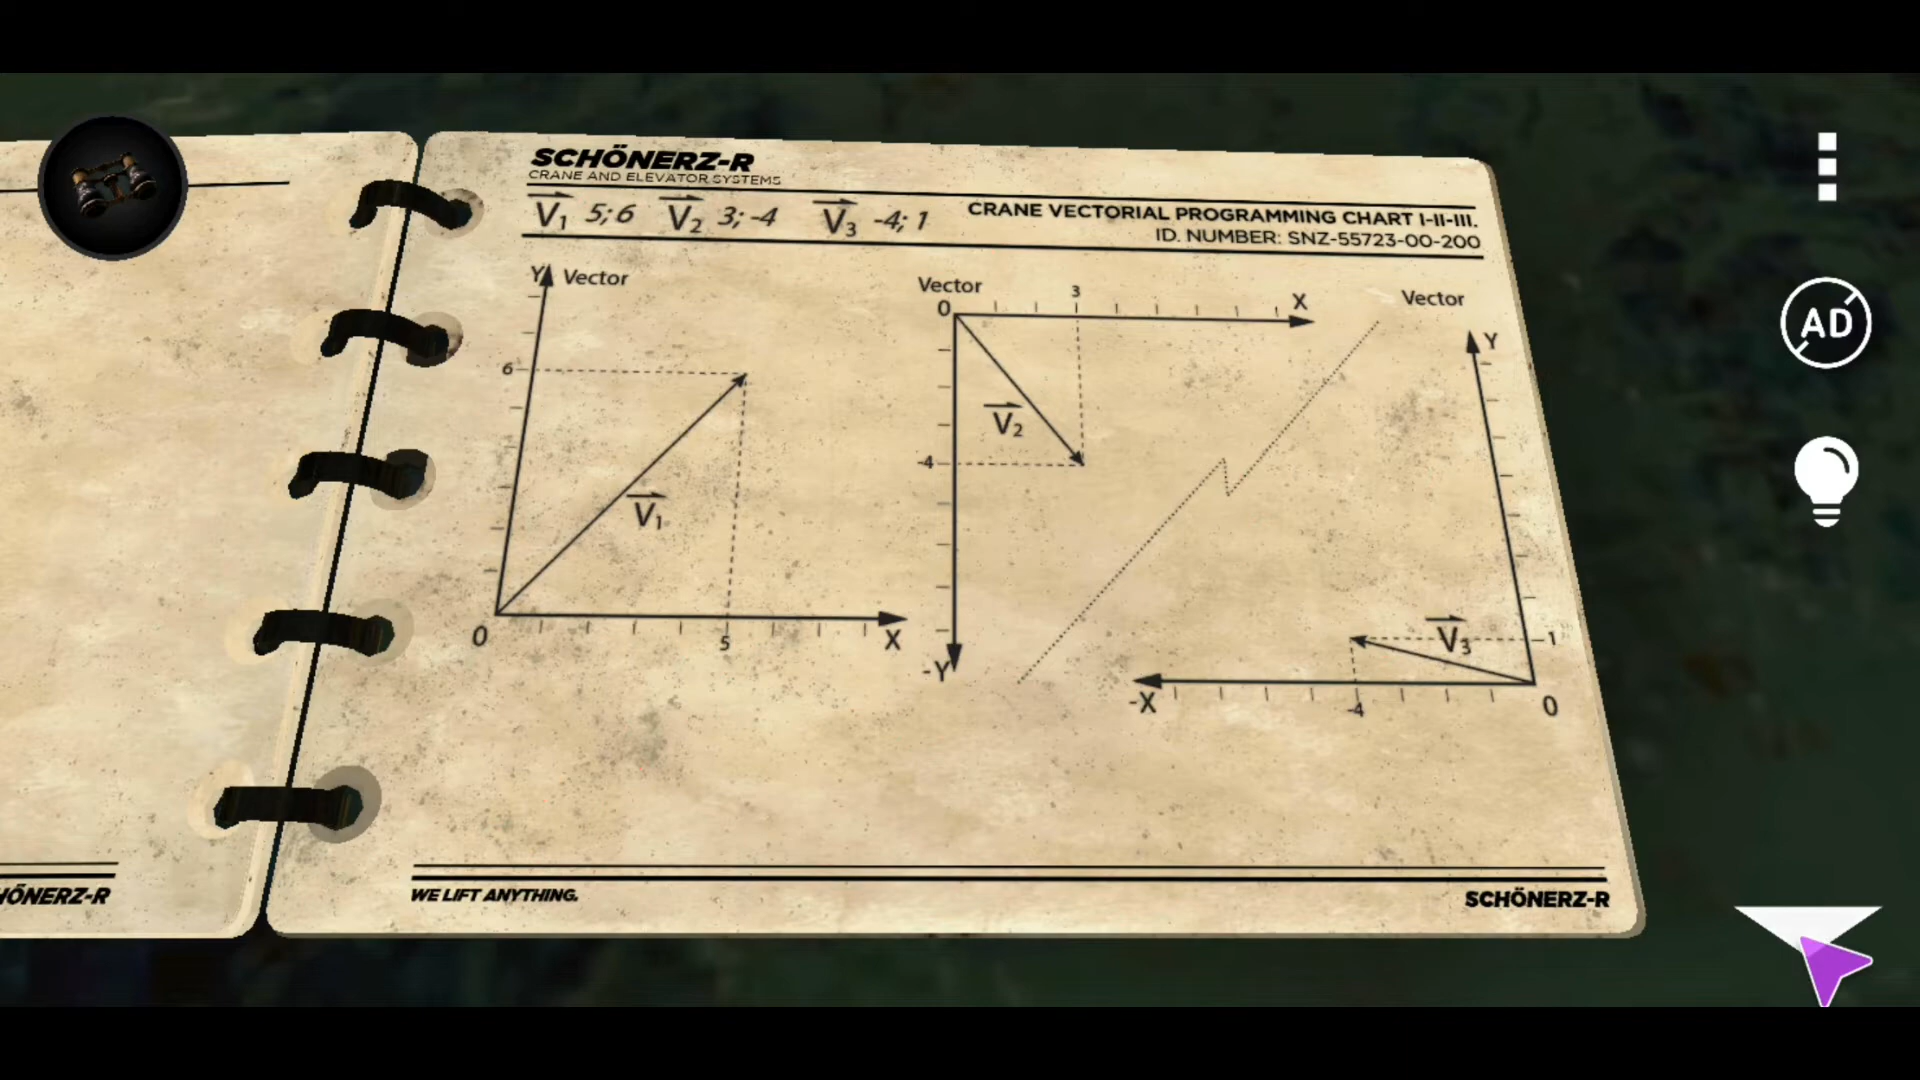 SCHÖNERZ-R
CRANE AND ELEVATOR SYSTEMS
V1 5;6 V2 3;-4 V3 -4;1
CRANE VECTORIAL PROGRAMMING CHART I-II-III.
ID. NUMBER: SNZ-55723-00-200
Y Vector
6
V1
0
5
X
Vector
0
3
X
V2
-4
-Y
Vector
Y
V3
1
-X
-4
0
HÖNERZ-R
WE LIFT ANYTHING.
SCHÖNERZ-R
AD